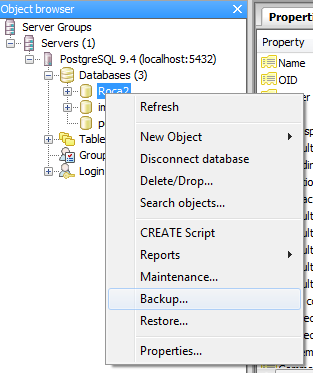 Object browser
Server Groups
Servers (1)
PostgreSQL 9.4 (localhost:5432)
Databases (3)
Roca2
Refresh
New Object
Disconnect database
Delete/Drop...
Search objects...
CREATE Script
Reports
Maintenance...
Backup...
Restore...
Properties...
Table
Group
Login
Properti
Property
Name
OID